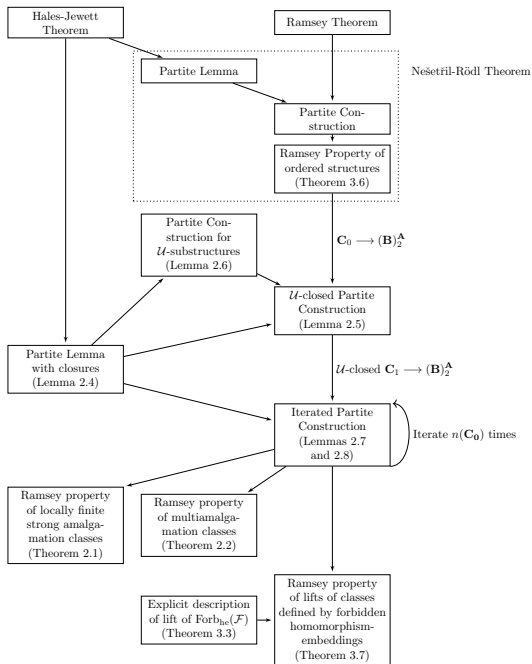 Hales-Jewett
Theorem
Ramsey Theorem
Partite Lemma
Nešetřil-Rödl Theorem
Partite Con-
struction
Ramsey Property of
ordered structures
(Theorem 3.6)
Partite Con-
struction for
𝒰-substructures
(Lemma 2.6)
C₀ ⟶ (B)₂ᴬ
𝒰-closed Partite
Construction
(Lemma 2.5)
Partite Lemma
with closures
(Lemma 2.4)
𝒰-closed C₁ ⟶ (B)₂ᴬ
Iterated Partite
Construction
(Lemmas 2.7
and 2.8)
Iterate n(C₀) times
Ramsey property
of locally finite
strong amalga-
mation classes
(Theorem 2.1)
Ramsey property
of multiamalga-
mation classes
(Theorem 2.2)
Explicit description
of lift of Forbₕₑ(ℱ)
(Theorem 3.3)
Ramsey property
of lifts of classes
defined by forbidden
homomorphism-
embeddings
(Theorem 3.7)